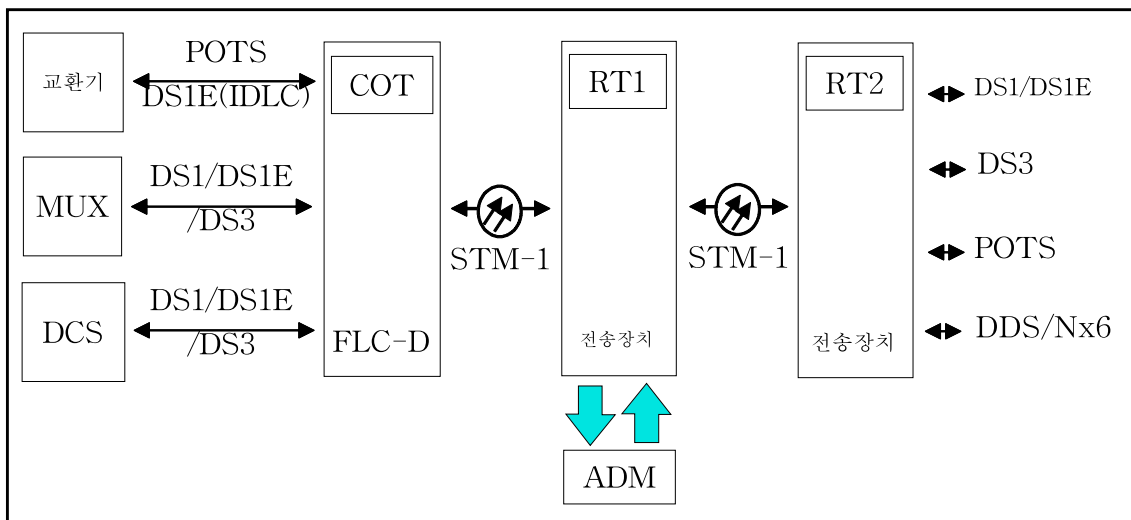 교환기
POTS
DS1E(IDLC)
COT
RT1
RT2
DS1/DS1E
MUX
DS1/DS1E
/DS3
STM-1
STM-1
DS3
POTS
DCS
DS1/DS1E
/DS3
FLC-D
전송장치
전송장치
DDS/Nx6
ADM